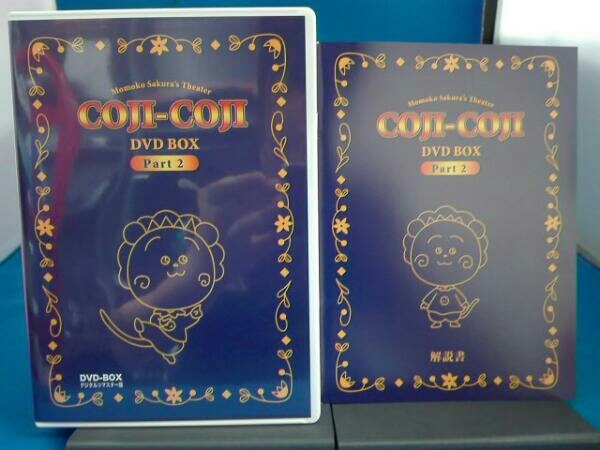 Momoko Sakura's Theater
COJI-COJI
DVD BOX
Part 2
DVD-BOX
デジタルリマスター版
Momoko Sakura's Theater
COJI-COJI
DVD BOX
Part 2
解説書